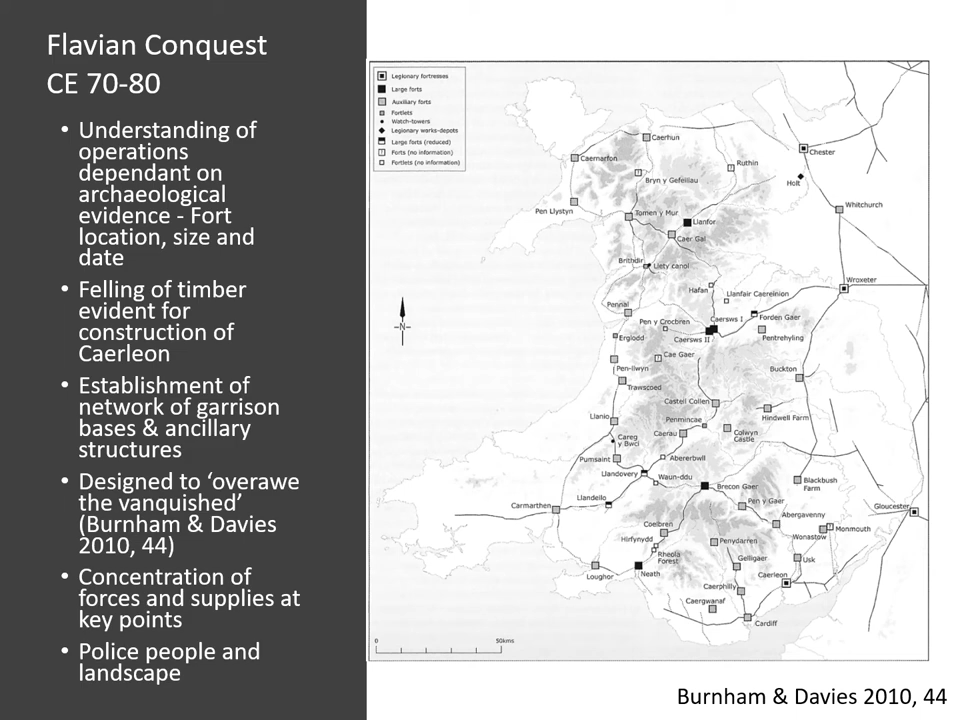 Flavian Conquest
CE 70-80
• Understanding of
operations
dependant on
archaeological
evidence - Fort
location, size and
date
• Felling of timber
evident for
construction of
Caerleon
• Establishment of
network of garrison
bases & ancillary
structures
• Designed to ‘overawe
the vanquished’
(Burnham & Davies
2010, 44)
• Concentration of
forces and supplies at
key points
• Police people and
landscape
Legionary fortresses
Large forts
Auxiliary forts
Fortlets
Watch-towers
Legionary works-depots
Large forts (reduced)
Forts (no information)
Fortlets (no information)
Caerhun
Chester
Caernarfon
Ruthin
Bryn y Gefeiliau
Holt
Pen Llystyn
Whitchurch
Tomen y Mur
Llanfor
Caer Gai
Brithdir
Llety canol
Wroxeter
Hafan
Llanfair Caereinion
Pennal
Caersws I
Forden Gaer
Pen y Crocbren
-N-
Erglodd
Caersws II
Pentrehyling
Cae Gaer
Pen-llwyn
Buckton
Trawscoed
Castell Collen
Llanio
Penmincae
Hindwell Farm
Careg
y Bwci
Caerau
Colwyn
Castle
Pumsaint
Abererbwll
Llandovery
Waun-ddu
Blackbush
Farm
Brecon Gaer
Llandeilo
Pen y Gaer
Carmarthen
Gloucester
Abergavenny
Coelbren
Monmouth
Hirfynydd
Penydarren
Wonastow
Rheola
Forest
Gelligaer
Usk
Loughor
Neath
Caerphilly
Caerleon
Caergwanaf
Cardiff
0
50kms
Burnham & Davies 2010, 44